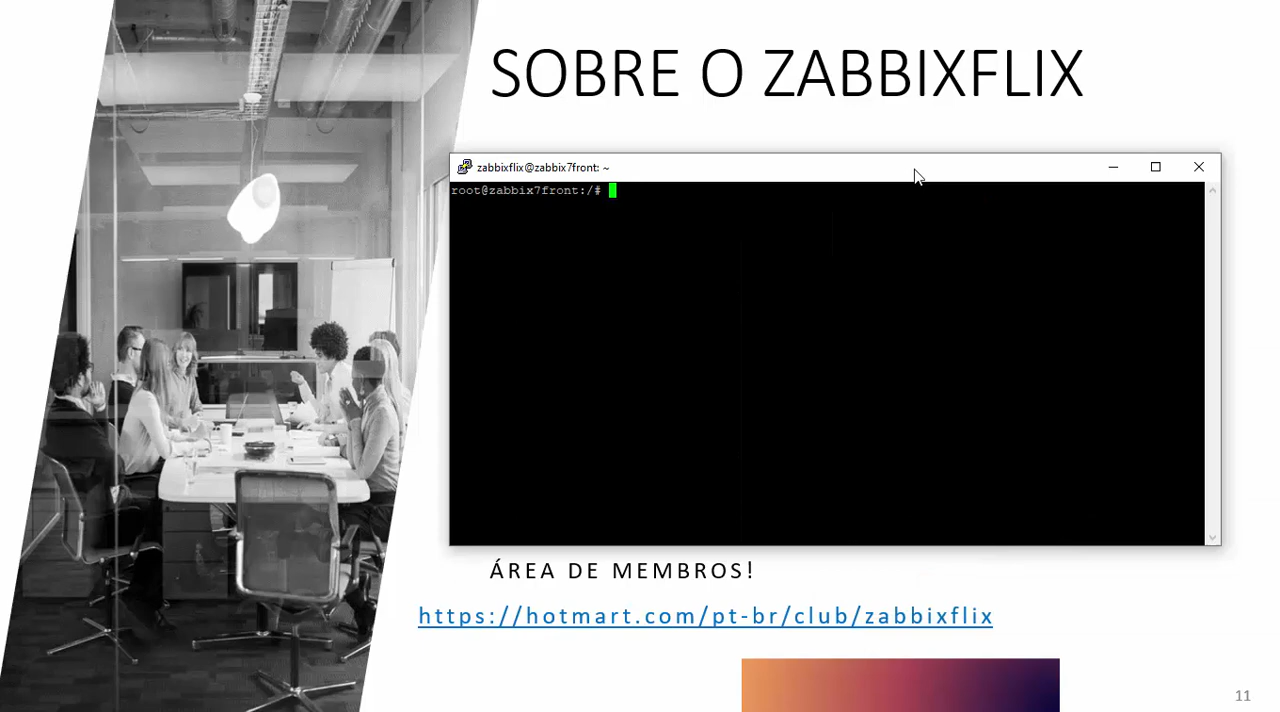 SOBRE O ZABBIXFLIX
zabbixflix@zabbix7front: ~
root@zabbix7front:/#
ÁREA DE MEMBROS!
https://hotmart.com/pt-br/club/zabbixflix
11